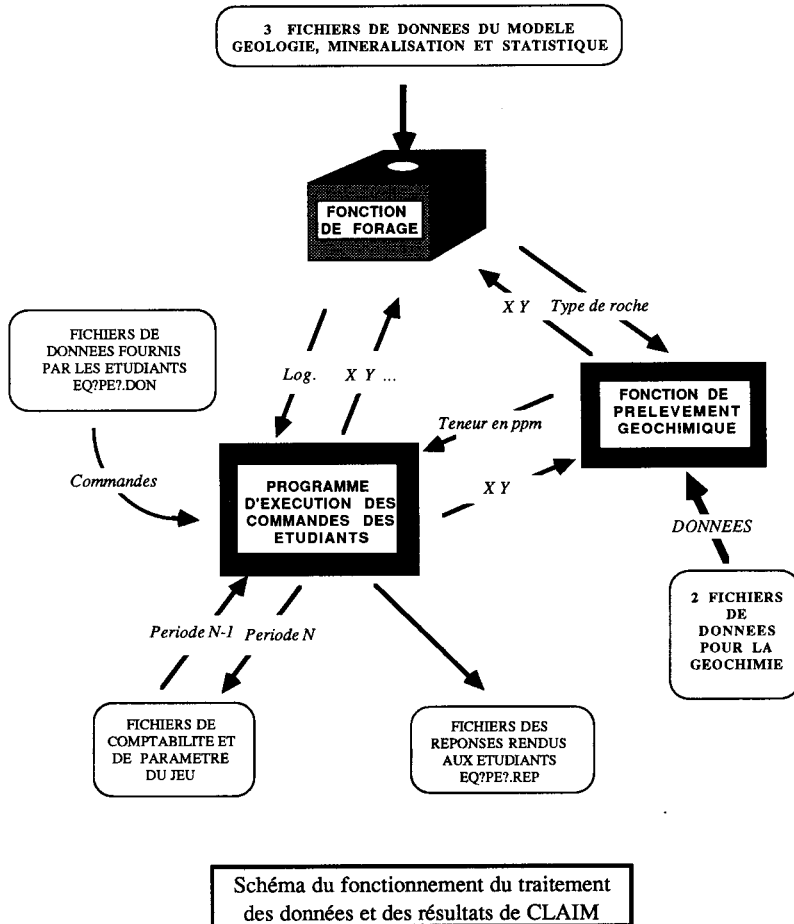 3 FICHIERS DE DONNEES DU MODELE
GEOLOGIE, MINERALISATION ET STATISTIQUE
FONCTION
DE FORAGE
X Y
Type de roche
FICHIERS DE
DONNEES FOURNIS
PAR LES ETUDIANTS
EQ?PE?.DON
Log.
X Y ...
FONCTION DE
PRELEVEMENT
GEOCHIMIQUE
Teneur en ppm
Commandes
PROGRAMME
D'EXECUTION DES
COMMANDES DES
ETUDIANTS
X Y
DONNEES
2 FICHIERS
DE
DONNEES
POUR LA
GEOCHIMIE
Periode N-1
Periode N
FICHIERS DE
COMPTABILITE ET
DE PARAMETRE
DU JEU
FICHIERS DES
REPONSES RENDUS
AUX ETUDIANTS
EQ?PE?.REP
Schéma du fonctionnement du traitement
des données et des résultats de CLAIM